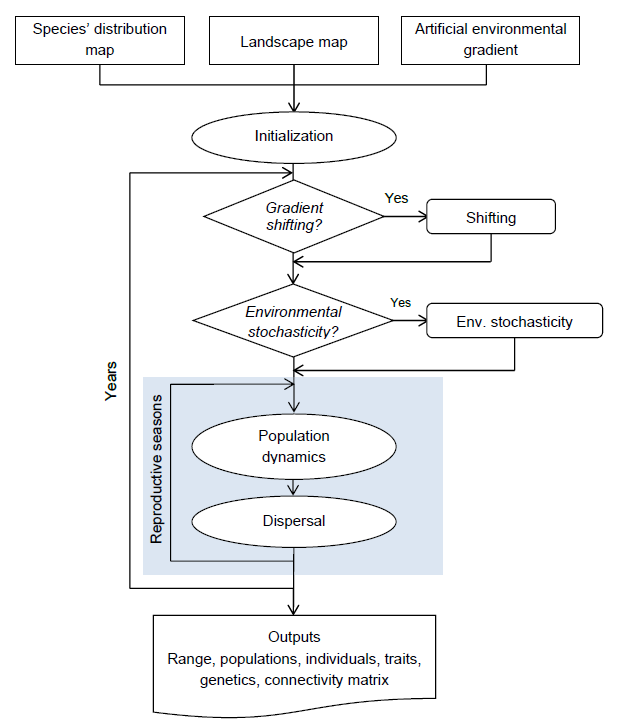 Species’ distribution
map
Landscape map
Artificial environmental
gradient
Initialization
Gradient
shifting?
Yes
Shifting
Environmental
stochasticity?
Yes
Env. stochasticity
Years
Reproductive seasons
Population
dynamics
Dispersal
Outputs
Range, populations, individuals, traits,
genetics, connectivity matrix